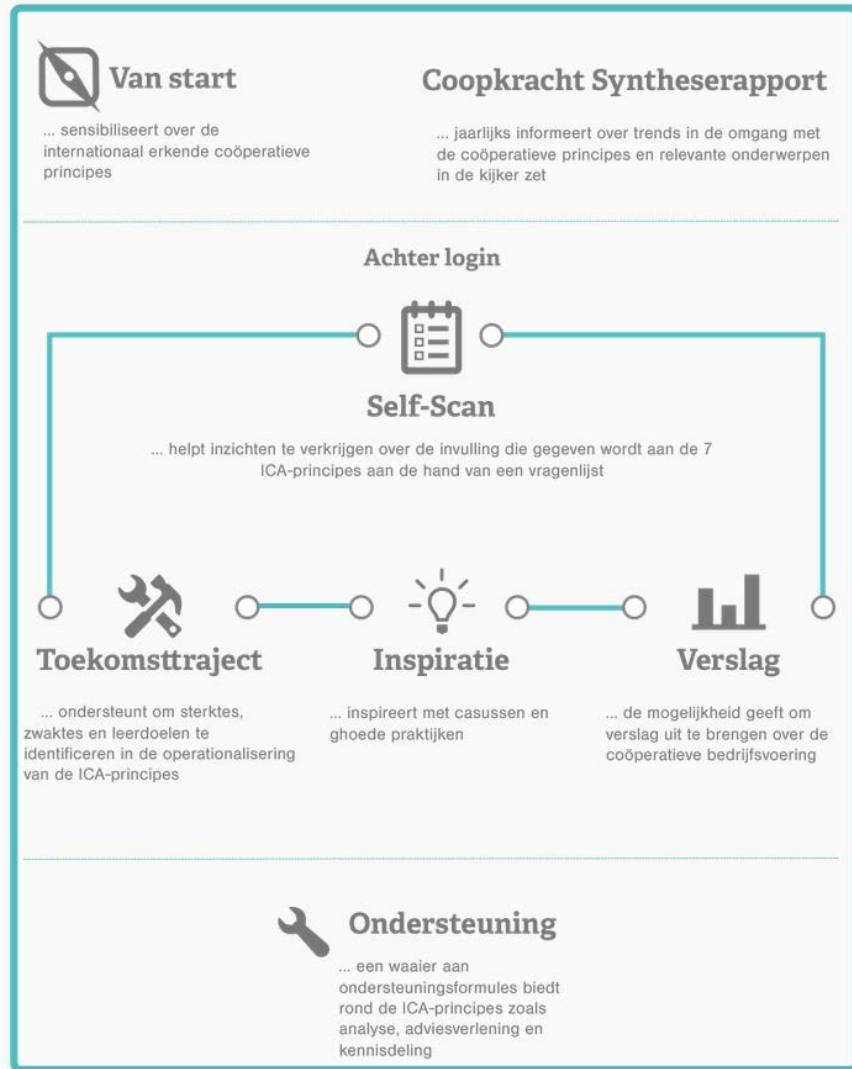 Van start
... sensibiliseert over de
internationaal erkende coöperatieve
principes
Coopkracht Syntheserapport
... jaarlijks informeert over trends in de omgang met
de coöperatieve principes en relevante onderwerpen
in de kijker zet
Achter login
Self-Scan
... helpt inzichten te verkrijgen over de invulling die gegeven wordt aan de 7
ICA-principes aan de hand van een vragenlijst
Toekomsttraject
... ondersteunt om sterktes,
zwaktes en leerdoelen te
identificeren in de operationalisering
van de ICA-principes
Inspiratie
... inspireert met casussen en
ghoede praktijken
Verslag
... de mogelijkheid geeft om
verslag uit te brengen over de
coöperatieve bedrijfsvoering
Ondersteuning
... een waaier aan
ondersteuningsformules biedt
rond de ICA-principes zoals
analyse, adviesverlening en
kennisdeling